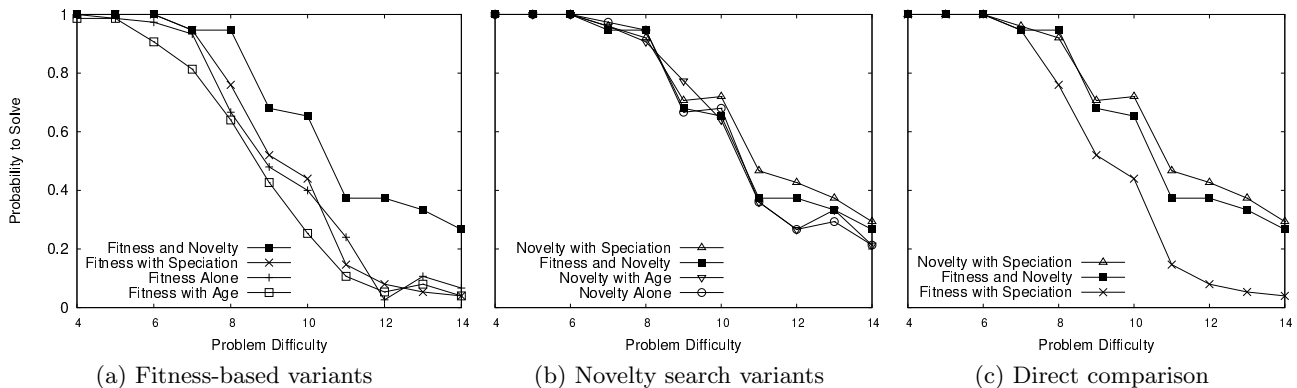 Probability to Solve
1
0.8
0.6
0.4
0.2
0
Fitness and Novelty
Fitness with Speciation
Fitness Alone
Fitness with Age
4 6 8 10 12 14
Problem Difficulty
(a) Fitness-based variants
Novelty with Speciation
Fitness and Novelty
Novelty with Age
Novelty Alone
4 6 8 10 12 14
Problem Difficulty
(b) Novelty search variants
Novelty with Speciation
Fitness and Novelty
Fitness with Speciation
4 6 8 10 12 14
Problem Difficulty
(c) Direct comparison